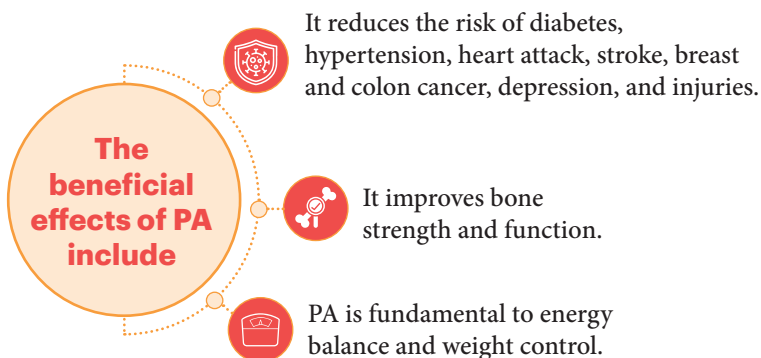 The
beneficial
effects of PA
include
It reduces the risk of diabetes,
hypertension, heart attack, stroke, breast
and colon cancer, depression, and injuries.
It improves bone
strength and function.
PA is fundamental to energy
balance and weight control.